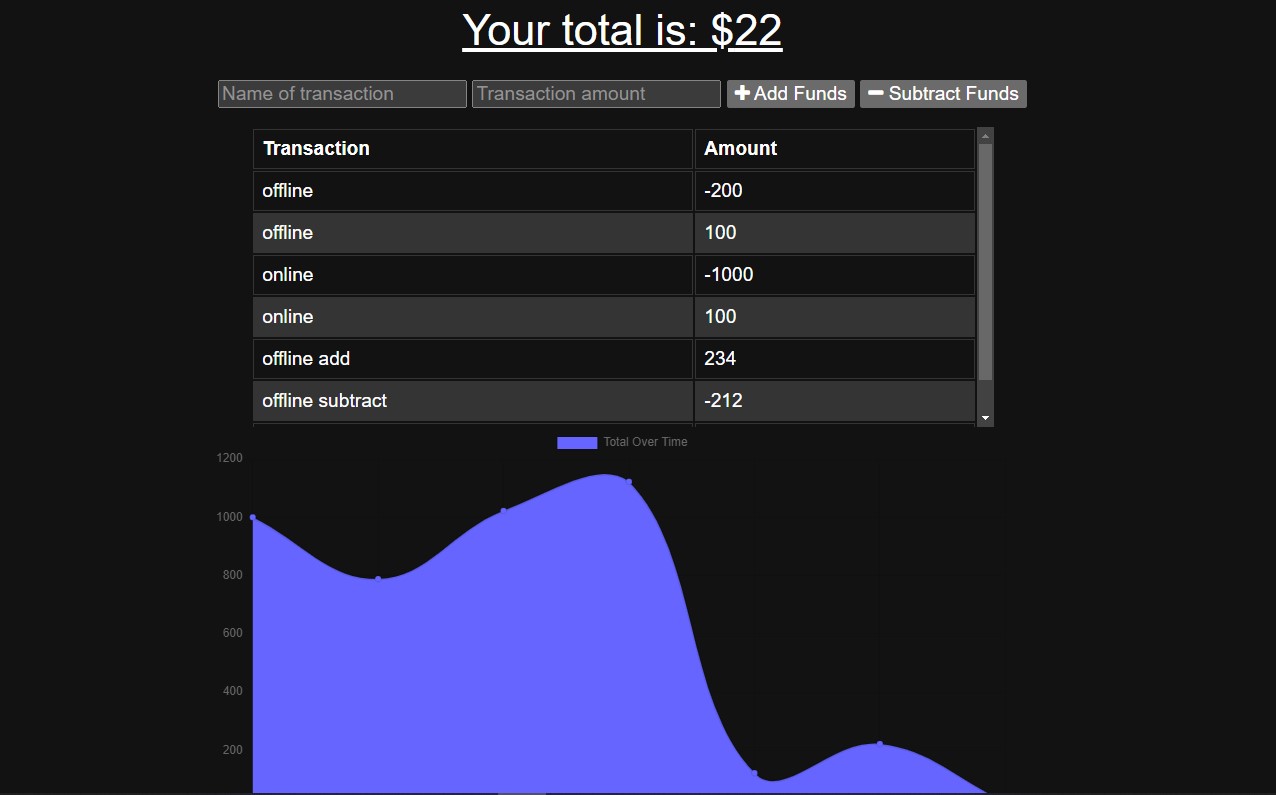 Your total is: $22
Name of transaction Transaction amount Add Funds Subtract Funds
Transaction Amount
offline -200
offline 100
online -1000
online 100
offline add 234
offline subtract -212
Total Over Time
1200
1000
800
600
400
200